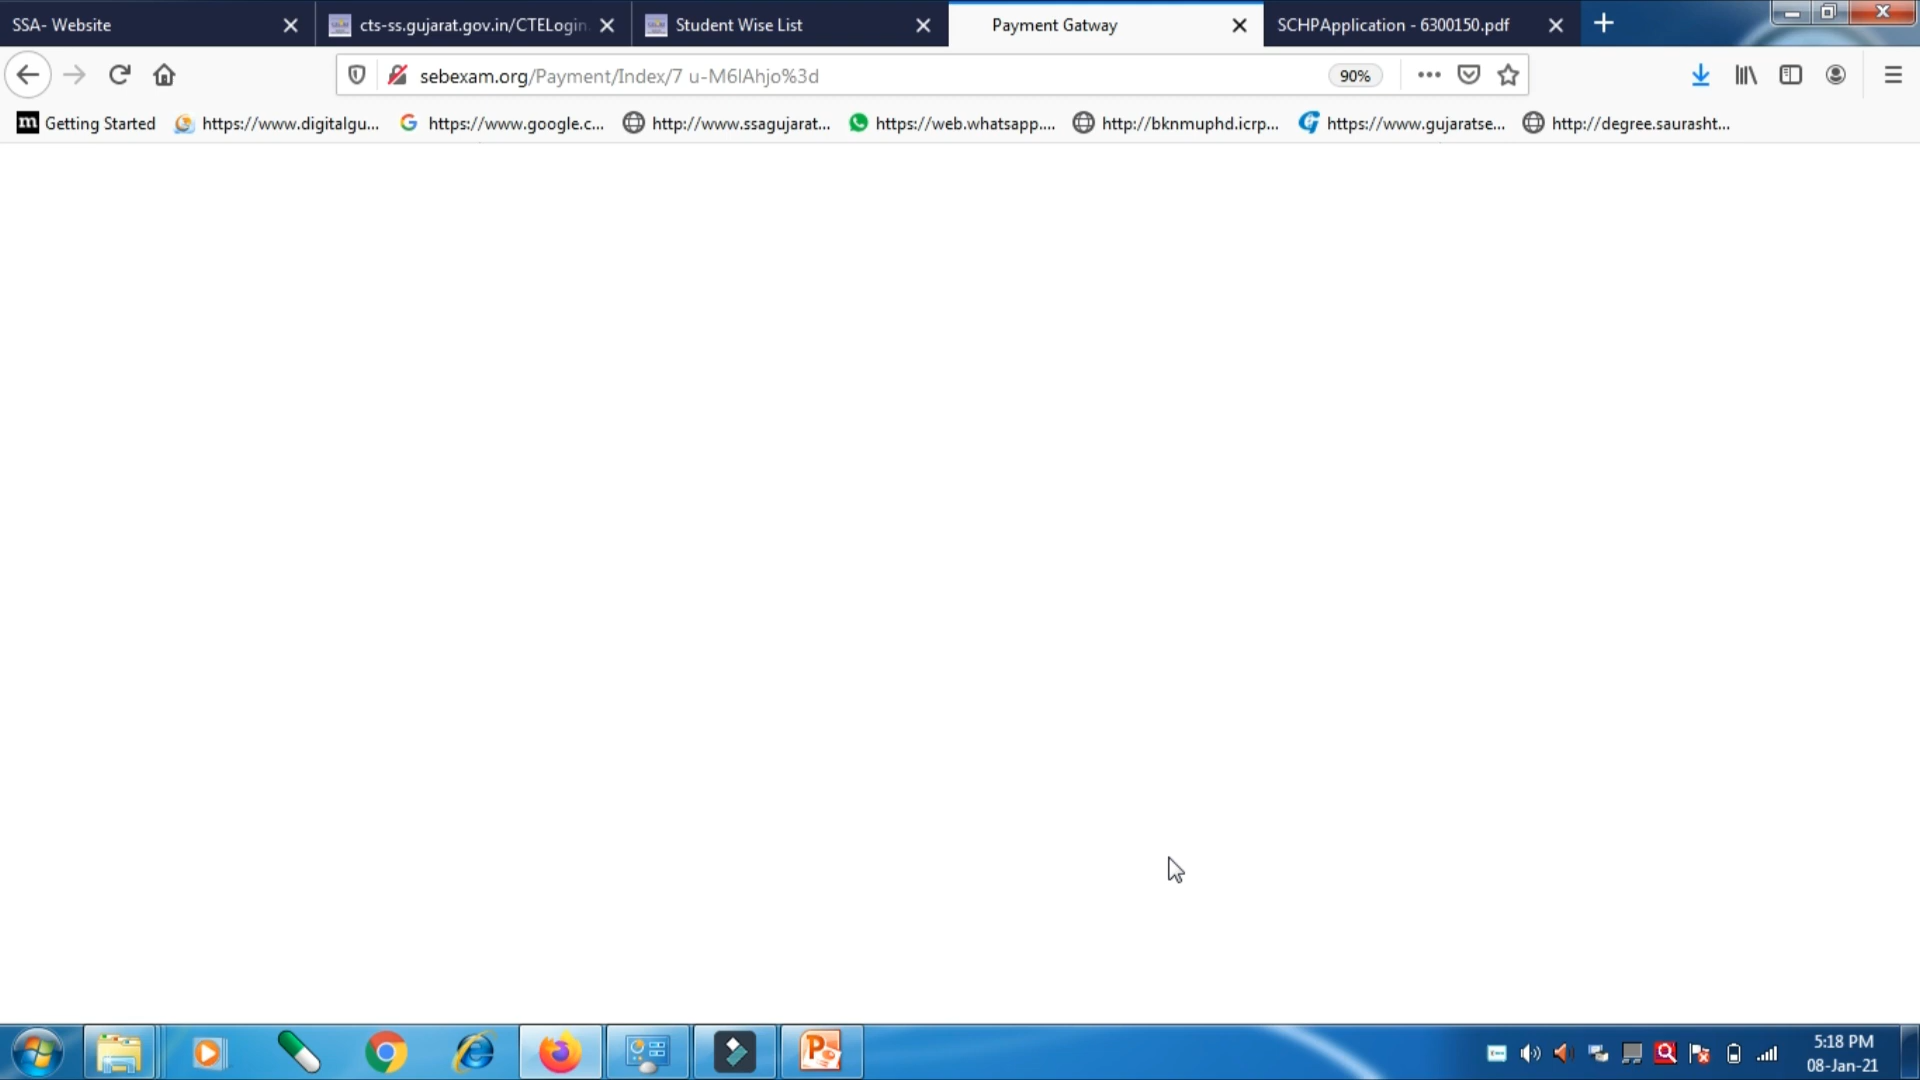 SSA- Website
cts-ss.gujarat.gov.in/CTELogin.
Student Wise List
Payment Gatway
SCHPApplication - 6300150.pdf
sebexam.org/Payment/Index/7 u-M6IAhjo%3d
90%
Getting Started
https://www.digitalgu...
https://www.google.c...
http://www.ssagujarat...
https://web.whatsapp....
http://bknmuphd.icrp...
https://www.gujaratse...
http://degree.saurasht...
5:18 PM
08-Jan-21